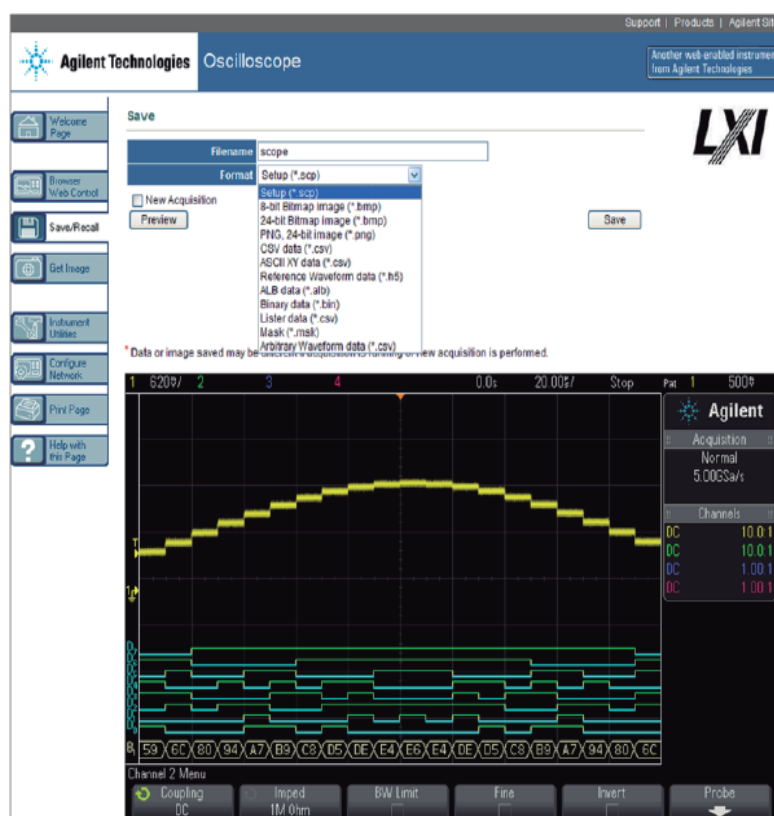 Support | Products | Agilent Sit
Agilent Technologies
Oscilloscope
Another web-enabled instrumen
from Agilent Technologies
Welcome
Page
Browser
Web Control
Save/Recall
Get Image
Instrument
Utilities
Configure
Network
Print Page
Help with
this Page
Save
LXI
Filename scope
Format Setup (*.scp)
Setup (*.scp)
8-bit Bitmap image (*.bmp)
24-bit Bitmap image (*.bmp)
PNG, 24-bit image (*.png)
CSV data (*.csv)
ASCII XY data (*.csv)
Reference Waveform data (*.h5)
ALB data (*.alb)
Binary data (*.bin)
Lister data (*.csv)
Mask (*.msk)
Arbitrary Waveform data (*.csv)
New Acquisition
Preview
Save
* Data or image saved may be new acquisition is performed.
1 620V/ 2 3 4 0.0s 20.00s/ Stop Pat 1 500V
Agilent
Acquisition
Normal
5.00GSa/s
Channels
DC 10.0:1
DC 10.0:1
DC 1.00:1
DC 1.00:1
T
B1 59 6C 80 94 A7 B9 C8 D5 DE E4 E6 E4 DE D5 C8 B9 A7 94 80 6C
Channel 2 Menu
Coupling
DC
Imped
1M Ohm
BW Limit
Fine
Invert
Probe